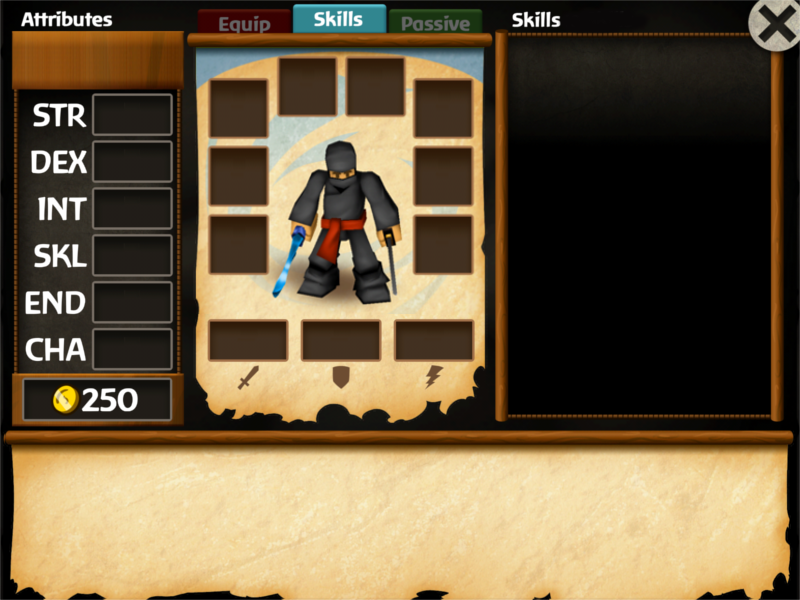 Attributes
Equip
Skills
Passive
Skills
STR
DEX
INT
SKL
END
CHA
250